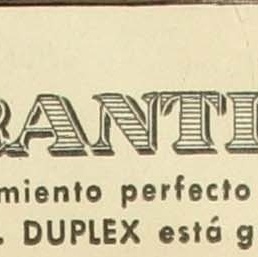 RANTI
miento perfecto
. DUPLEX está g